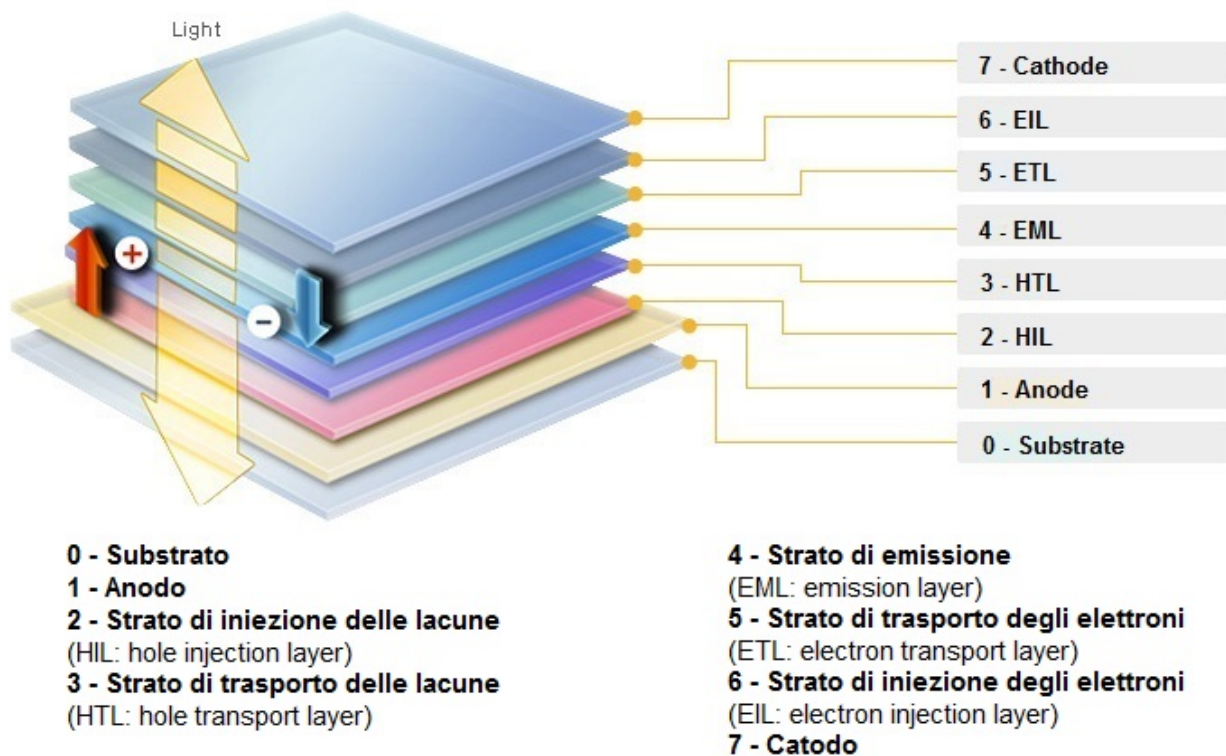 Light
7 - Cathode
6 - EIL
5 - ETL
4 - EML
3 - HTL
2 - HIL
1 - Anode
0 - Substrate
+
−
0 - Substrato
1 - Anodo
2 - Strato di iniezione delle lacune
(HIL: hole injection layer)
3 - Strato di trasporto delle lacune
(HTL: hole transport layer)
4 - Strato di emissione
(EML: emission layer)
5 - Strato di trasporto degli elettroni
(ETL: electron transport layer)
6 - Strato di iniezione degli elettroni
(EIL: electron injection layer)
7 - Catodo